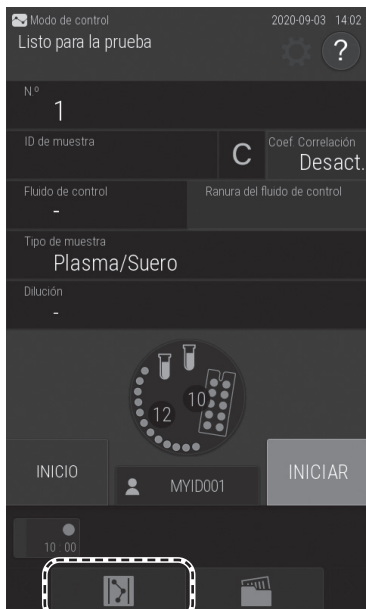 Modo de control
2020-09-03 14:02
Listo para la prueba
?
N.º
1
ID de muestra
C
Coef. Correlación
Desact.
Fluido de control
-
Ranura del fluido de control
Tipo de muestra
Plasma/Suero
Dilución
-
10
12
INICIO
MYID001
INICIAR
10 : 00